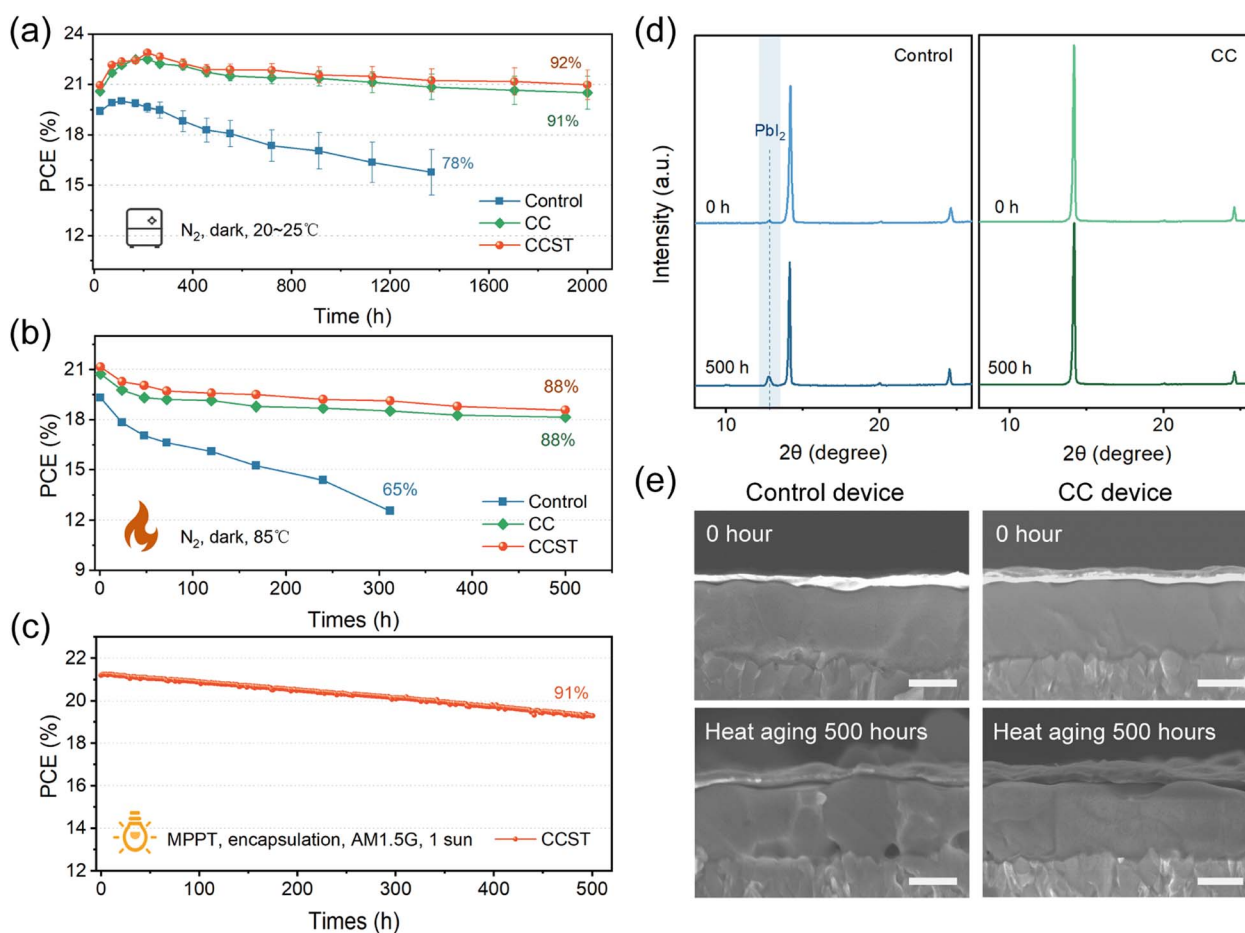 (a)
24
21
18
15
12
PCE (%)
92%
91%
78%
N₂, dark, 20~25℃
Control
CC
CCST
0
400
800
1200
1600
2000
Time (h)
(b)
21
18
15
12
9
PCE (%)
88%
88%
65%
N₂, dark, 85℃
Control
CC
CCST
0
100
200
300
400
500
Times (h)
(c)
22
20
18
16
14
12
PCE (%)
91%
MPPT, encapsulation, AM1.5G, 1 sun
CCST
0
100
200
300
400
500
Times (h)
(d)
Intensity (a.u.)
Control
PbI₂
0 h
500 h
10
20
2θ (degree)
CC
0 h
500 h
10
20
2θ (degree)
(e)
Control device
CC device
0 hour
0 hour
Heat aging 500 hours
Heat aging 500 hours